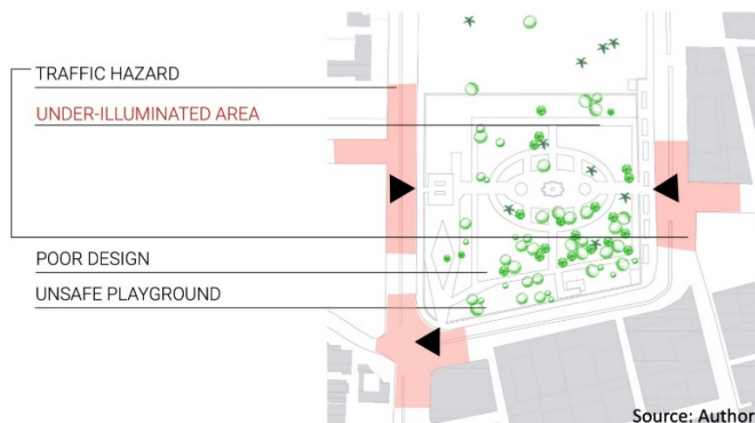 TRAFFIC HAZARD
UNDER-ILLUMINATED AREA
POOR DESIGN
UNSAFE PLAYGROUND
Source: Author